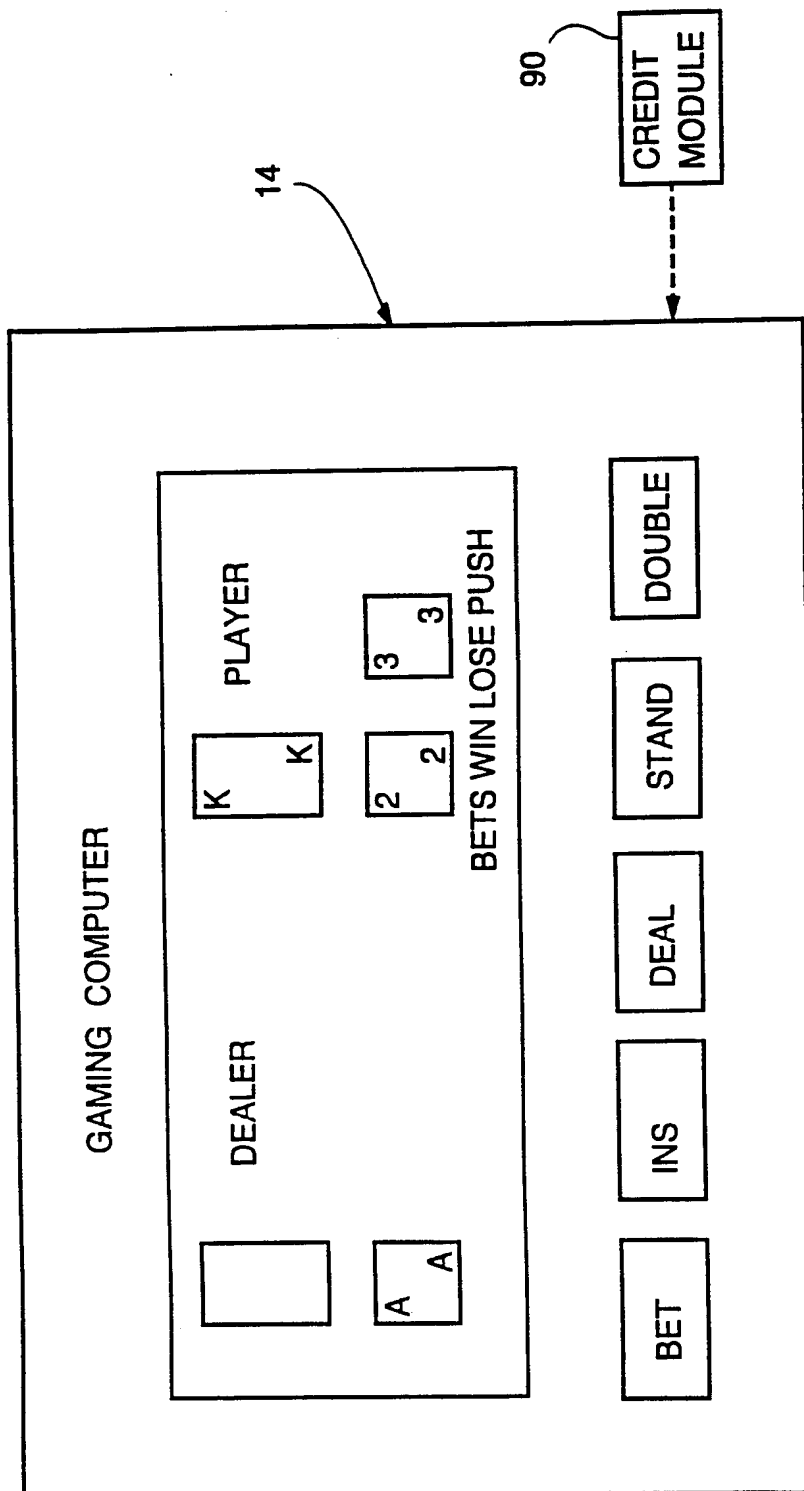 GAMING COMPUTER
14
90
CREDIT
MODULE
DEALER
PLAYER
K
K
A
A
2
2
3
3
BETS WIN LOSE PUSH
BET
INS
DEAL
STAND
DOUBLE